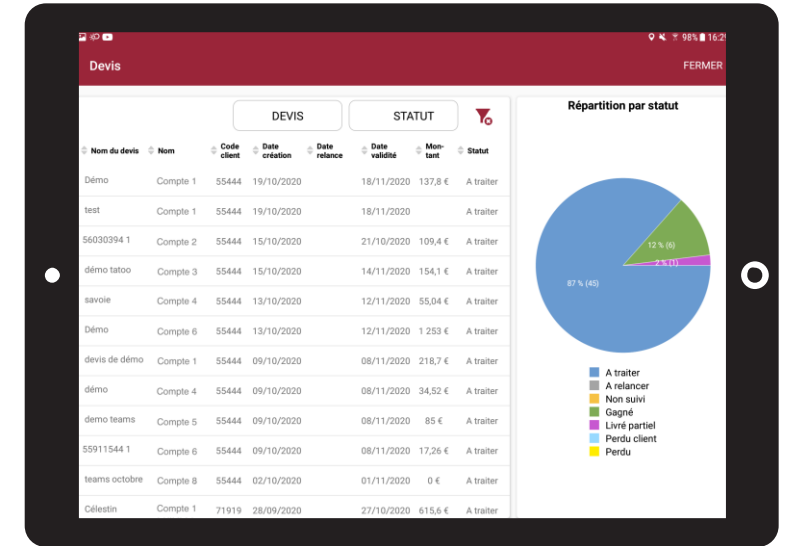 98% 16:29
Devis FERMER
DEVIS STATUT
Nom du devis Nom Code client Date création Date relance Date validité Mon-tant Statut
Démo Compte 1 55444 19/10/2020 18/11/2020 137,8 € A traiter
test Compte 1 55444 19/10/2020 18/11/2020 A traiter
56030394 1 Compte 2 55444 15/10/2020 21/10/2020 109,4 € A traiter
démo tatoo Compte 3 55444 15/10/2020 14/11/2020 154,1 € A traiter
savoie Compte 4 55444 13/10/2020 12/11/2020 55,04 € A traiter
Démo Compte 6 55444 13/10/2020 12/11/2020 1 253 € A traiter
devis de démo Compte 1 55444 09/10/2020 08/11/2020 218,7 € A traiter
démo Compte 4 55444 09/10/2020 08/11/2020 34,52 € A traiter
demo teams Compte 5 55444 09/10/2020 08/11/2020 85 € A traiter
55911544 1 Compte 6 55444 09/10/2020 08/11/2020 17,26 € A traiter
teams octobre Compte 8 55444 02/10/2020 01/11/2020 0 € A traiter
Célestin Compte 1 71919 28/09/2020 27/10/2020 615,6 € A traiter
Répartition par statut
12 % (6)
2 % (1)
87 % (45)
A traiter
A relancer
Non suivi
Gagné
Livré partiel
Perdu client
Perdu